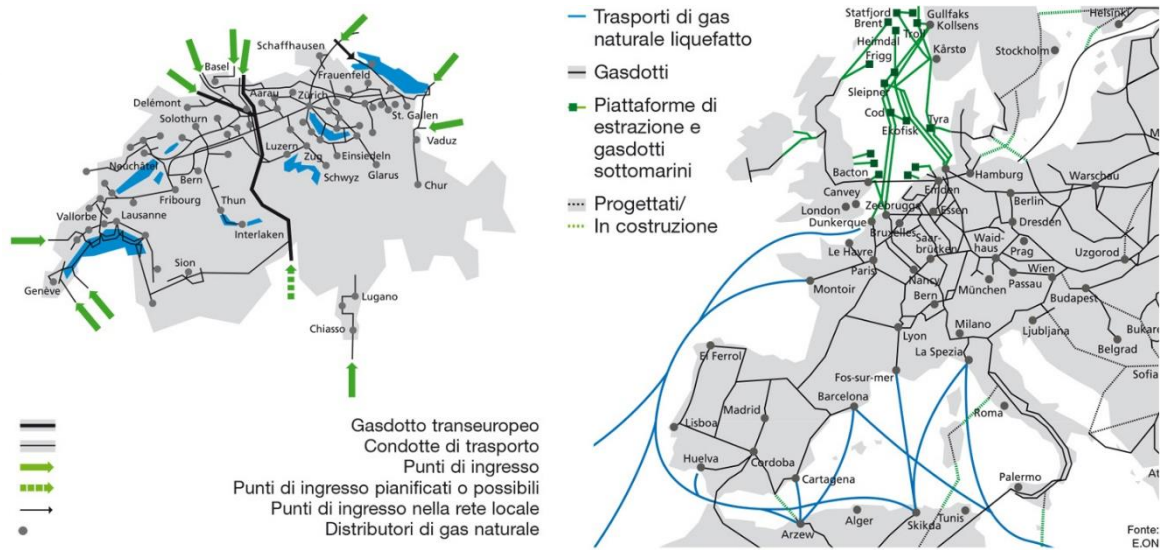 Schaffhausen
Basel
Frauenfeld
Aarau
Zürich
Delémont
Solothurn
St. Gallen
Vaduz
Luzern
Zug
Einsiedeln
Neuchâtel
Bern
Schwyz
Glarus
Chur
Fribourg
Thun
Vallorbe
Lausanne
Interlaken
Sion
Genève
Lugano
Chiasso
Gasdotto transeuropeo
Condotte di trasporto
Punti di ingresso
Punti di ingresso pianificati o possibili
Punti di ingresso nella rete locale
Distributori di gas naturale
Trasporti di gas
naturale liquefatto
Gasdotti
Piattaforme di
estrazione e
gasdotti
sottomarini
Progettati/
In costruzione
Statfjord
Gullfaks
Helsinki
Brent
Kollsens
Troll
Heimdal
Stockholm
Frigg
Kårstø
Sleipner
Cod
Tyra
Ekofisk
Bacton
Hamburg
Warschau
Canvey
Emden
Berlin
London
Zeebrugge
Essen
Dunkerque
Dresden
Bruxelles
Saar-
brücken
Waid-
haus
Prag
Uzgorod
Le Havre
Paris
Wien
Nancy
Passau
Montoir
München
Budapest
Bern
Lyon
Milano
Ljubljana
Bukare
El Ferrol
La Spezia
Belgrad
Fos-sur-mer
Sofia
Barcelona
Madrid
Roma
Lisboa
Huelva
Cordoba
Cartagena
Palermo
At
Alger
Skikda
Tunis
Arzew
Fonte:
E.ON